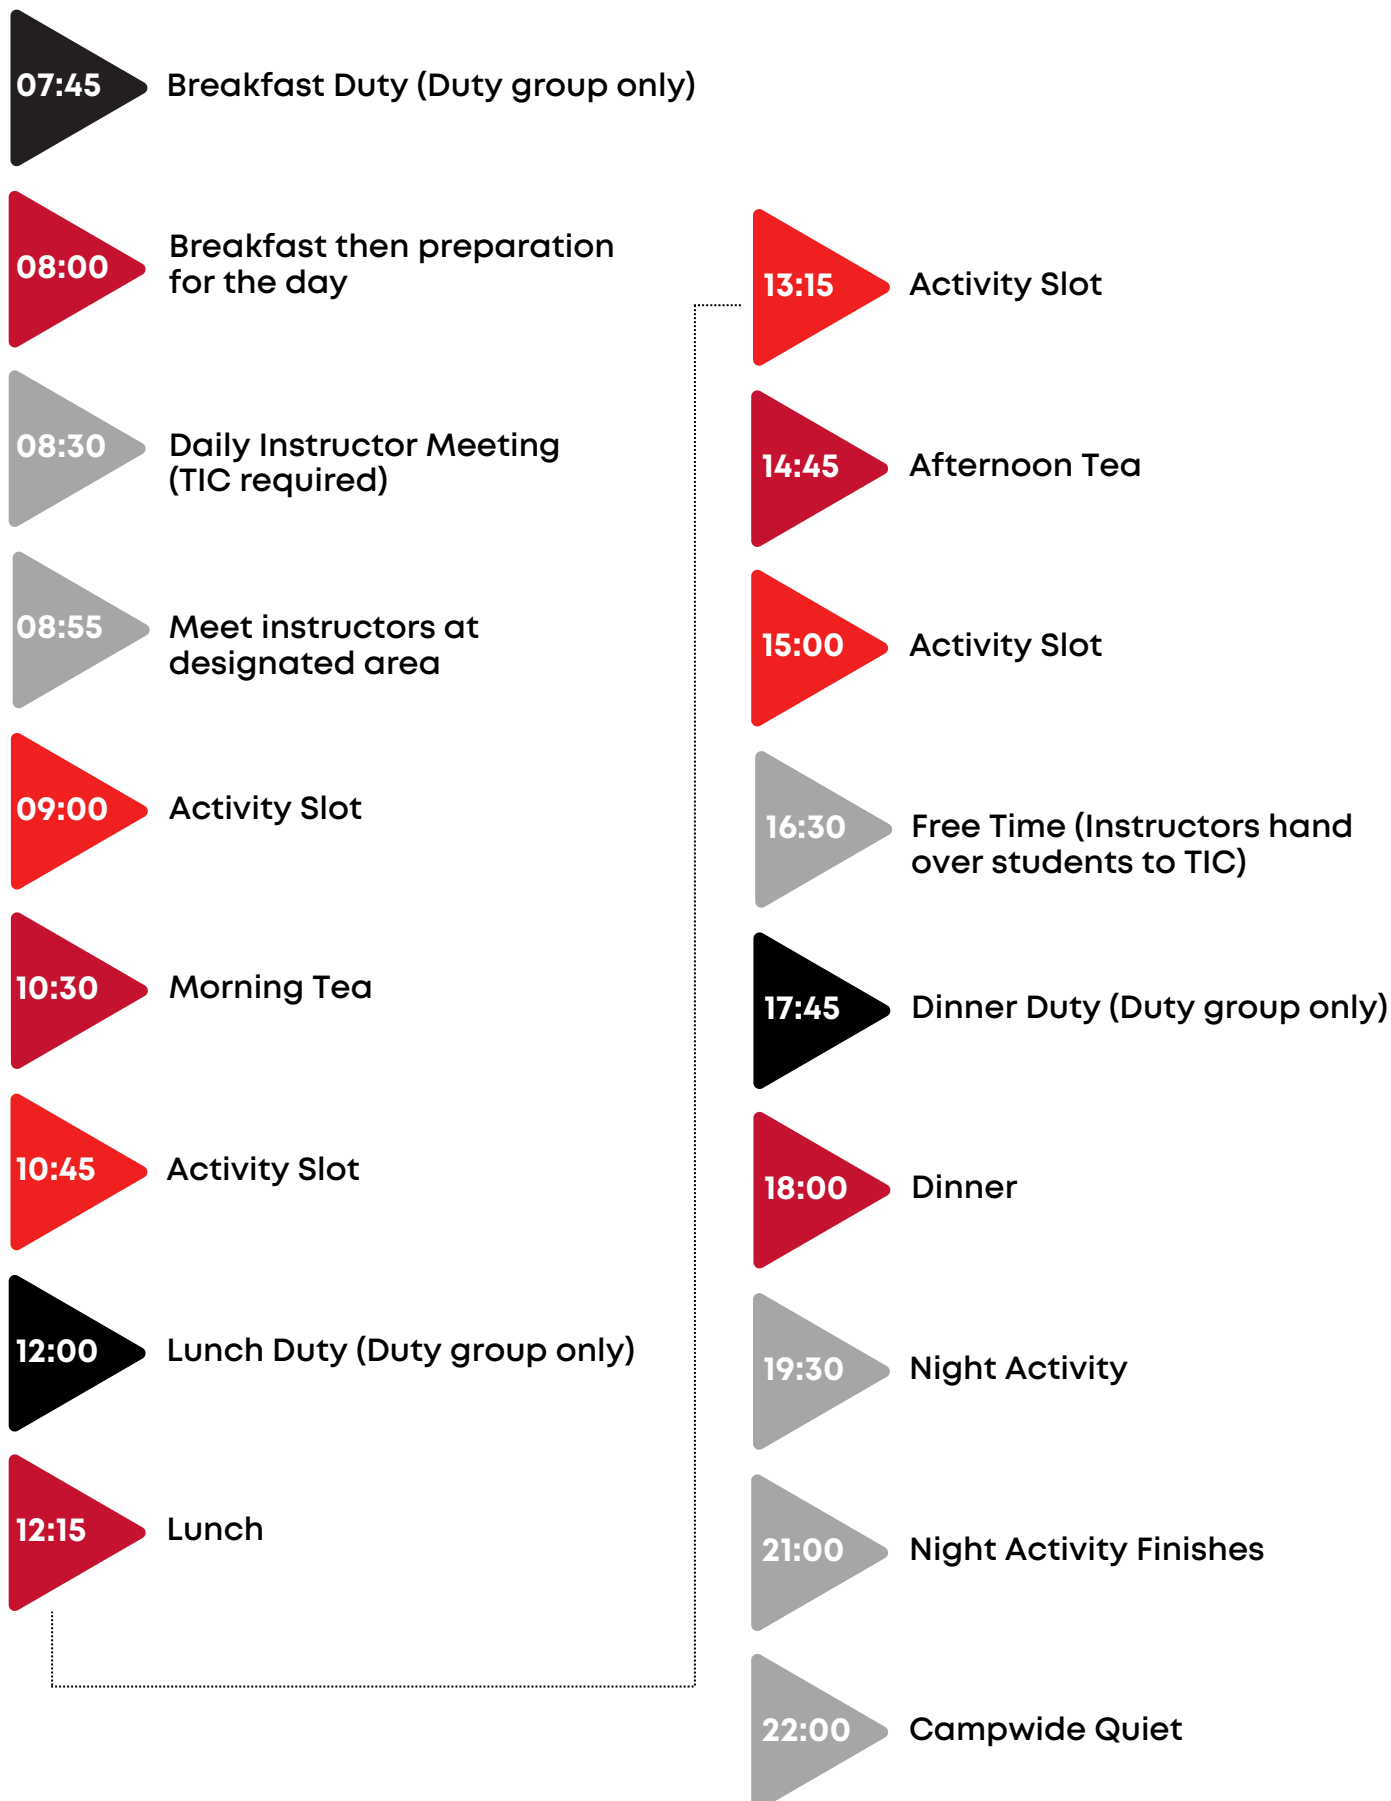 07:45 Breakfast Duty (Duty group only)
08:00 Breakfast then preparation
for the day
08:30 Daily Instructor Meeting
(TIC required)
08:55 Meet instructors at
designated area
09:00 Activity Slot
10:30 Morning Tea
10:45 Activity Slot
12:00 Lunch Duty (Duty group only)
12:15 Lunch
13:15 Activity Slot
14:45 Afternoon Tea
15:00 Activity Slot
16:30 Free Time (Instructors hand
over students to TIC)
17:45 Dinner Duty (Duty group only)
18:00 Dinner
19:30 Night Activity
21:00 Night Activity Finishes
22:00 Campwide Quiet